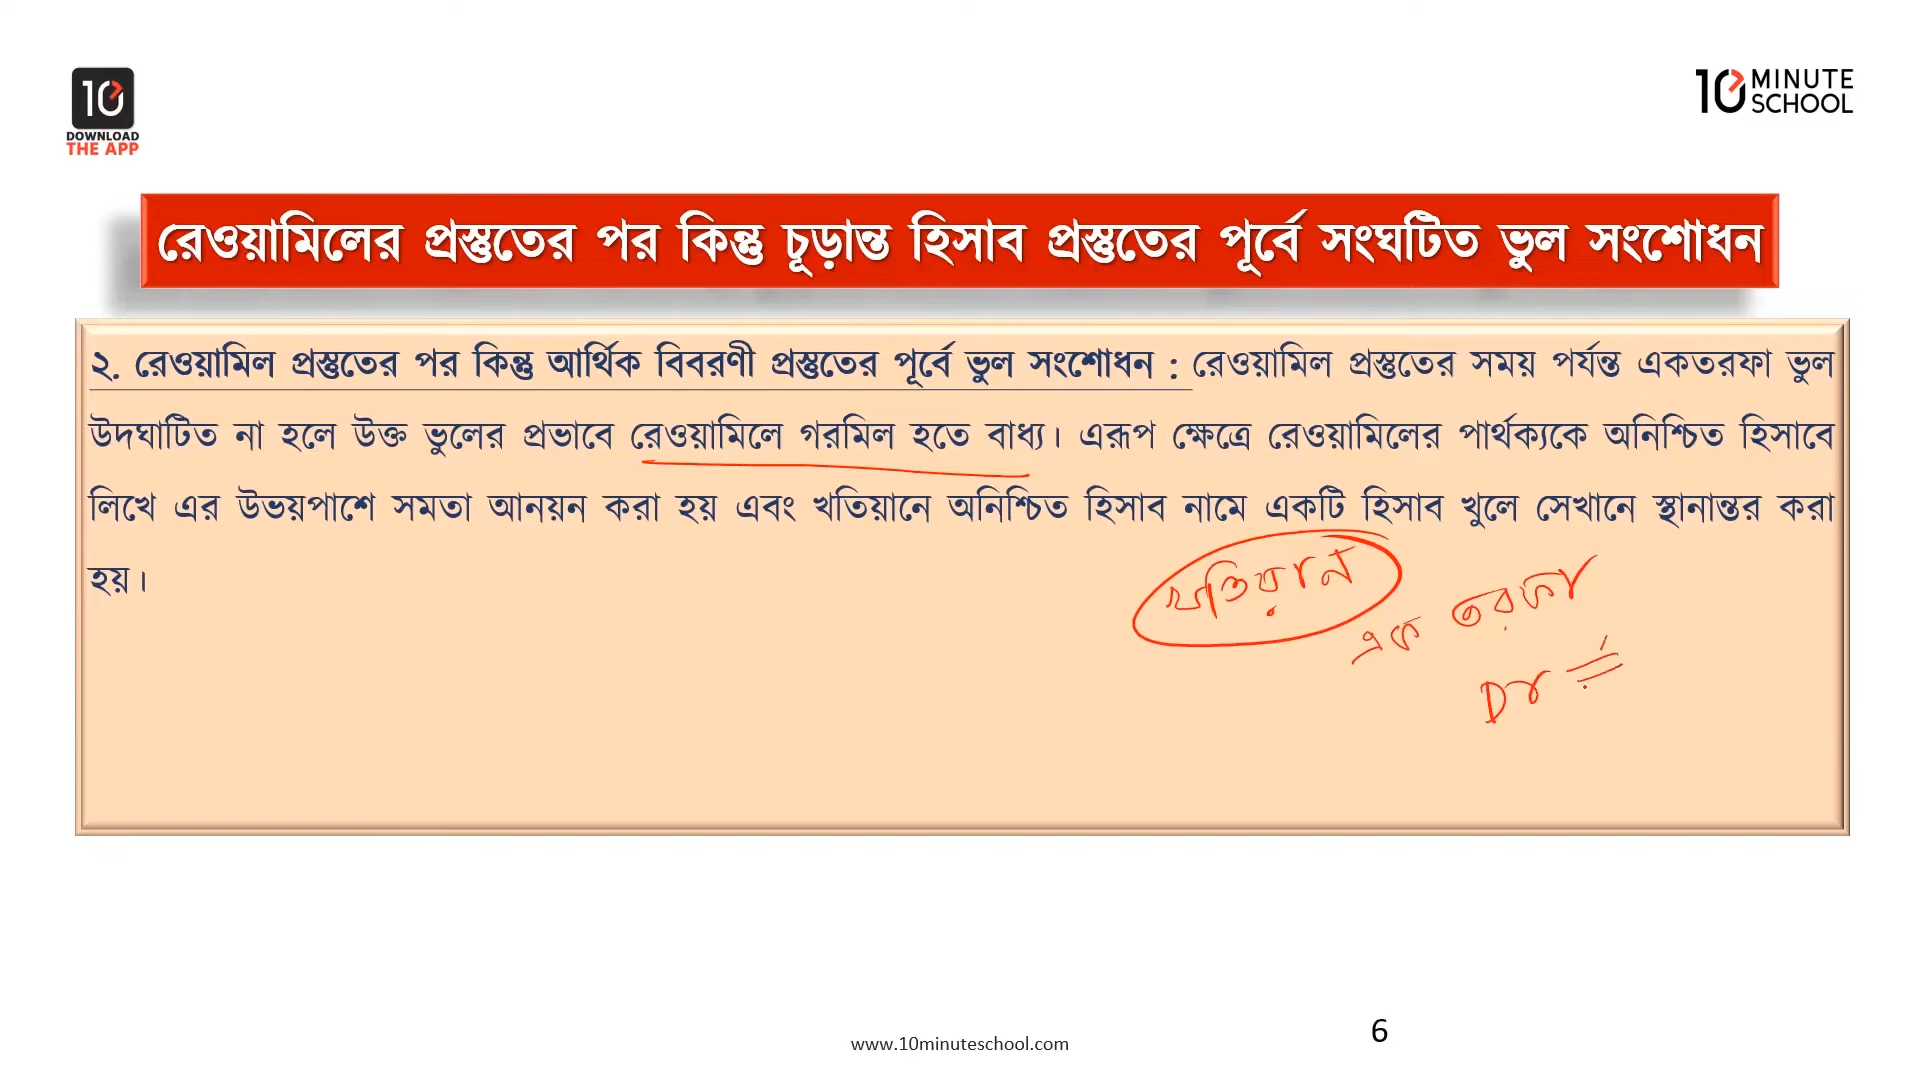 10
DOWNLOAD
THE APP
10 MINUTE
SCHOOL
রেওয়ামিলের প্রস্তুতের পর কিন্তু চূড়ান্ত হিসাব প্রস্তুতের পূর্বে সংঘটিত ভুল সংশোধন
২. রেওয়ামিল প্রস্তুতের পর কিন্তু আর্থিক বিবরণী প্রস্তুতের পূর্বে ভুল সংশোধন : রেওয়ামিল প্রস্তুতের সময় পর্যন্ত একতরফা ভুল
উদঘাটিত না হলে উক্ত ভুলের প্রভাবে রেওয়ামিলে গরমিল হতে বাধ্য। এরূপ ক্ষেত্রে রেওয়ামিলের পার্থক্যকে অনিশ্চিত হিসাবে
লিখে এর উভয়পাশে সমতা আনয়ন করা হয় এবং খতিয়ানে অনিশ্চিত হিসাব নামে একটি হিসাব খুলে সেখানে স্থানান্তর করা
হয়।
খতিয়ান
এক তরফা
Dr
www.10minuteschool.com
6